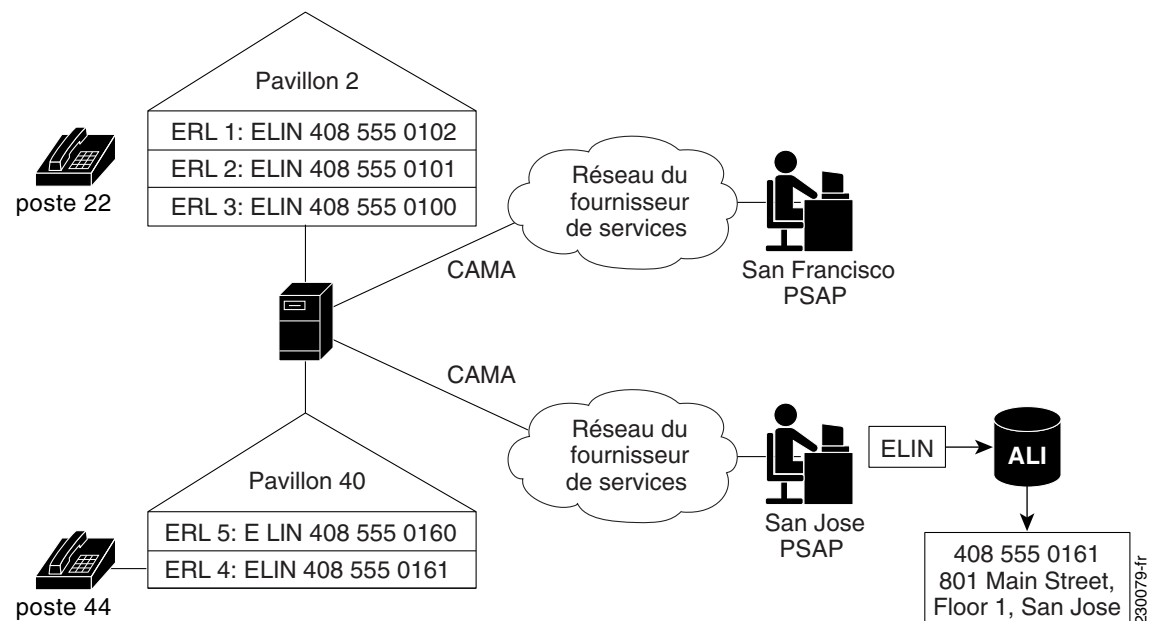 Pavillon 2
ERL 1: ELIN 408 555 0102
ERL 2: ELIN 408 555 0101
ERL 3: ELIN 408 555 0100
poste 22
Réseau du
fournisseur
de services
CAMA
San Francisco
PSAP
CAMA
Réseau du
fournisseur
de services
San Jose
PSAP
ELIN
ALI
408 555 0161
801 Main Street,
Floor 1, San Jose
Pavillon 40
ERL 5: E LIN 408 555 0160
ERL 4: ELIN 408 555 0161
poste 44
230079-fr